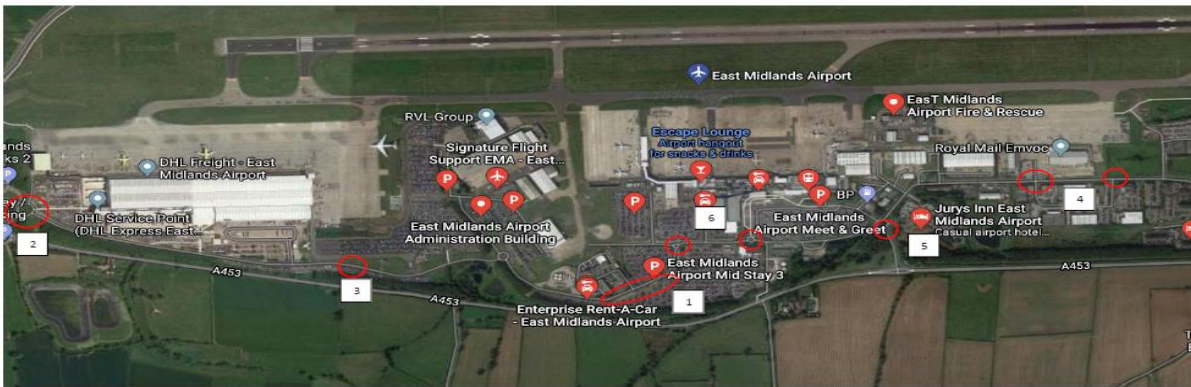 East Midlands Airport
EasT Midlands
Airport Fire & Rescue
RVL Group
Escape Lounge
Airport hangout
for snacks & drinks
Signature Flight
Support EMA - East...
Royal Mail Emvoc
DHL Freight - East
Midlands Airport
P
P
P
P
BP
DHL Service Point
(DHL Express East...
East Midlands Airport
Administration Building
East Midlands
Airport Meet & Greet
Jurys Inn East
Midlands Airport
Casual airport hotel...
6
4
5
2
3
1
A453
A453
A453
P
East Midlands
Airport Mid Stay 3
Enterprise Rent-A-Car
- East Midlands Airport